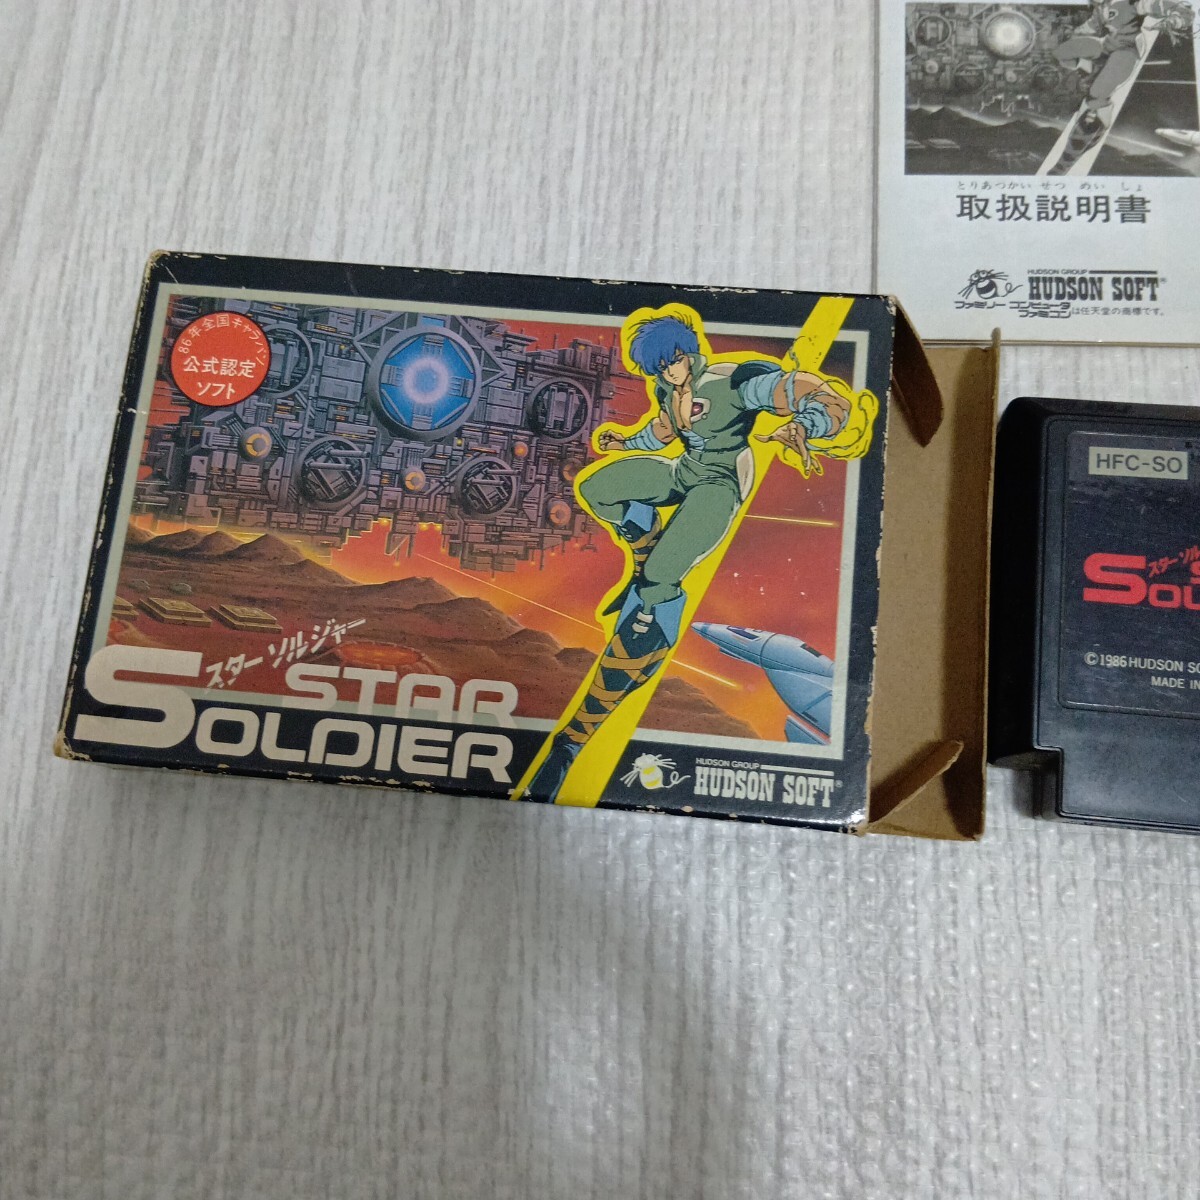 とりあつかいせつめいしょ
取扱説明書
HUDSON GROUP
HUDSON SOFT®
ファミリーコンピュータ
ファミコンは任天堂の商標です。
'86年全国キャラバン
公式認定
ソフト
スターソルジャー
STAR
SOLDIER
HUDSON GROUP
HUDSON SOFT®
HFC-SO
スターソル
S
SOL
©1986 HUDSON SO
MADE IN